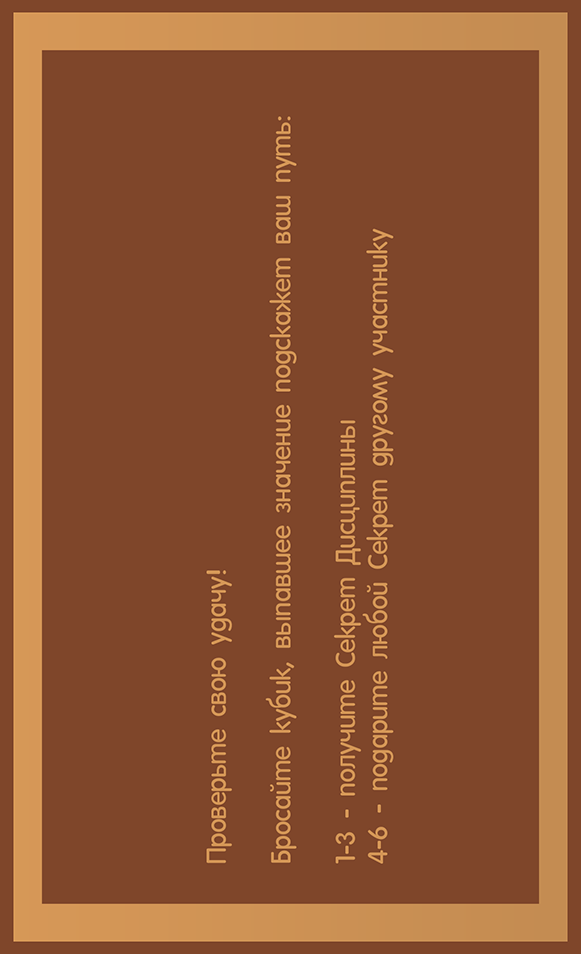 Проверьте свою удачу!
Бросайте кубик, выпавшее значение подскажет ваш путь:
1-3 - получите Секрет Дисциплины
4-6 - подарите любой Секрет другому участнику